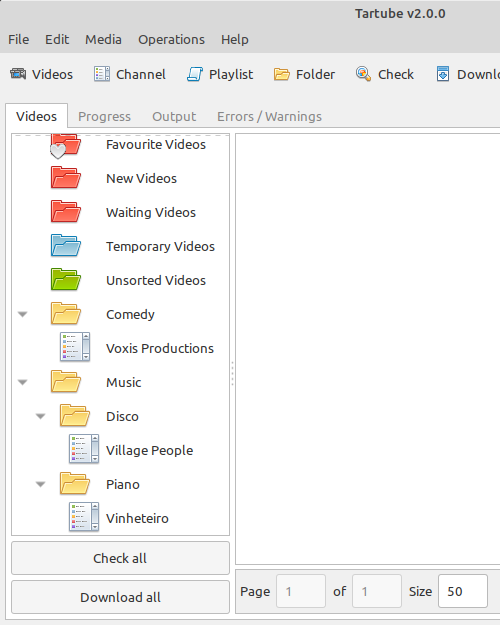 Tartube v2.0.0
File Edit Media Operations Help
Videos Channel Playlist Folder Check Downl
Videos Progress Output Errors / Warnings
Favourite Videos
New Videos
Waiting Videos
Temporary Videos
Unsorted Videos
Comedy
Voxis Productions
Music
Disco
Village People
Piano
Vinheteiro
Check all
Download all
Page 1 of 1 Size 50